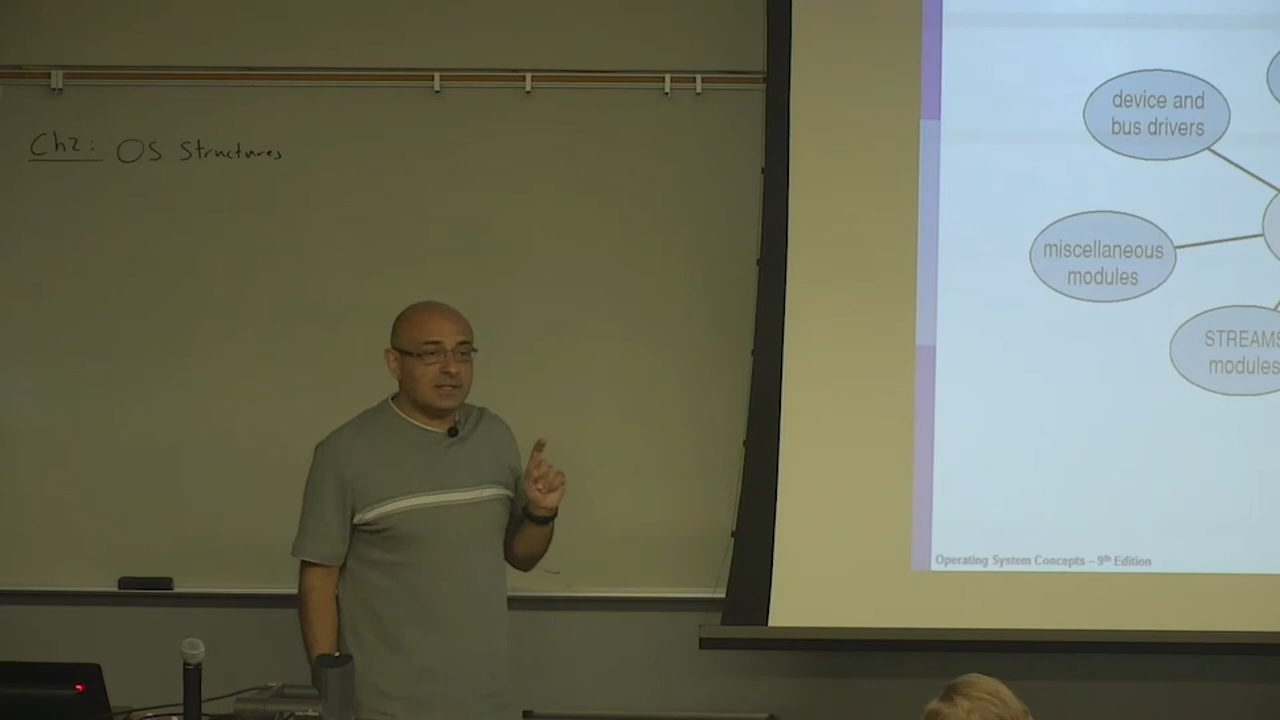 Ch2: OS Structures
device and
bus drivers
miscellaneous
modules
STREAMS
modules
Operating System Concepts – 9th Edition